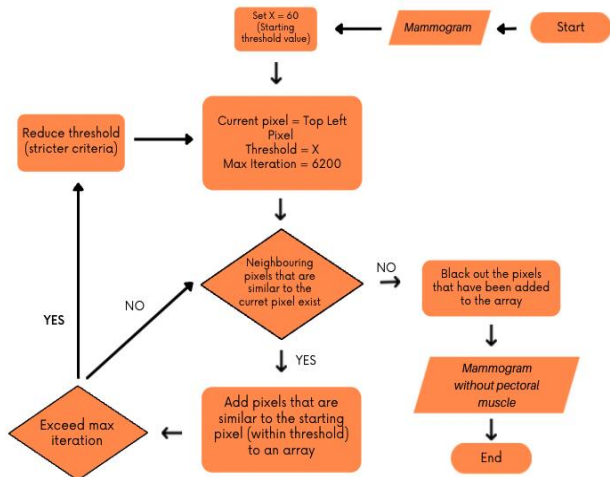 Start
Mammogram
Set X = 60
(Starting
threshold value)
Current pixel = Top Left
Pixel
Threshold = X
Max Iteration = 6200
Reduce threshold
(stricter criteria)
Neighbouring
pixels that are
similar to the
curret pixel exist
NO
Black out the pixels
that have been added
to the array
Mammogram
without pectoral
muscle
End
YES
Add pixels that are
similar to the starting
pixel (within threshold)
to an array
Exceed max
iteration
NO
YES